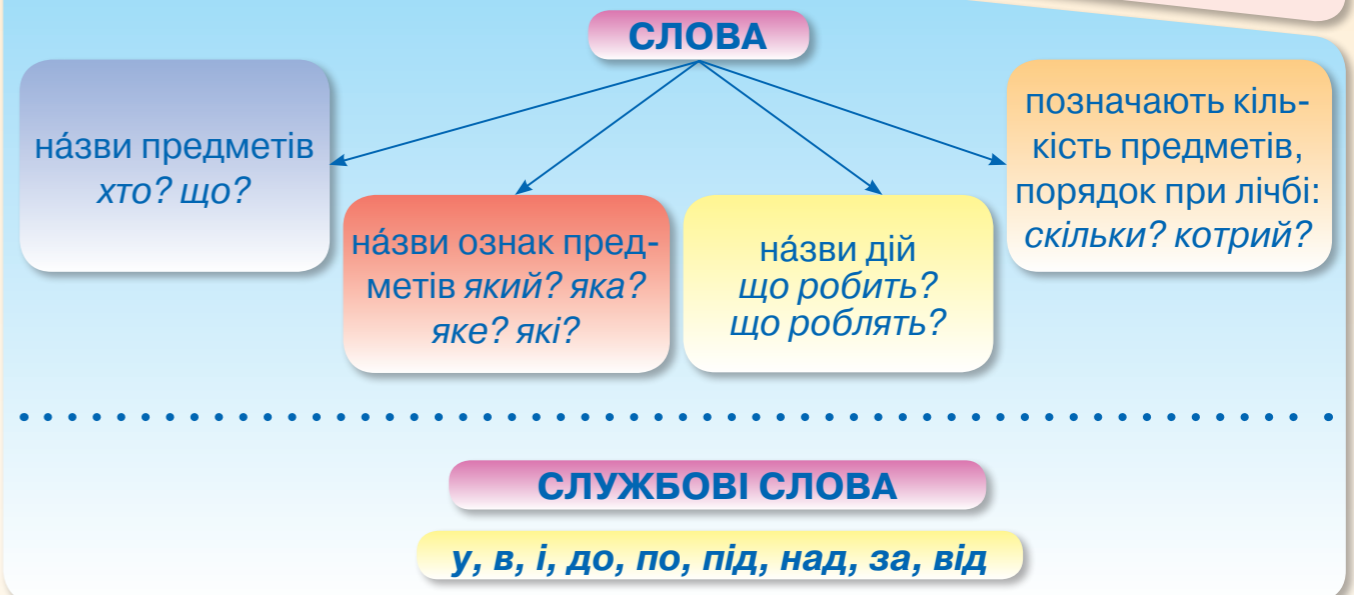 СЛОВА
на́зви предметів
хто? що?
на́зви ознак пред-
метів який? яка?
яке? які?
на́зви дій
що робить?
що роблять?
позначають кіль-
кість предметів,
порядок при лічбі:
скільки? котрий?
СЛУЖБОВІ СЛОВА
у, в, і, до, по, під, над, за, від